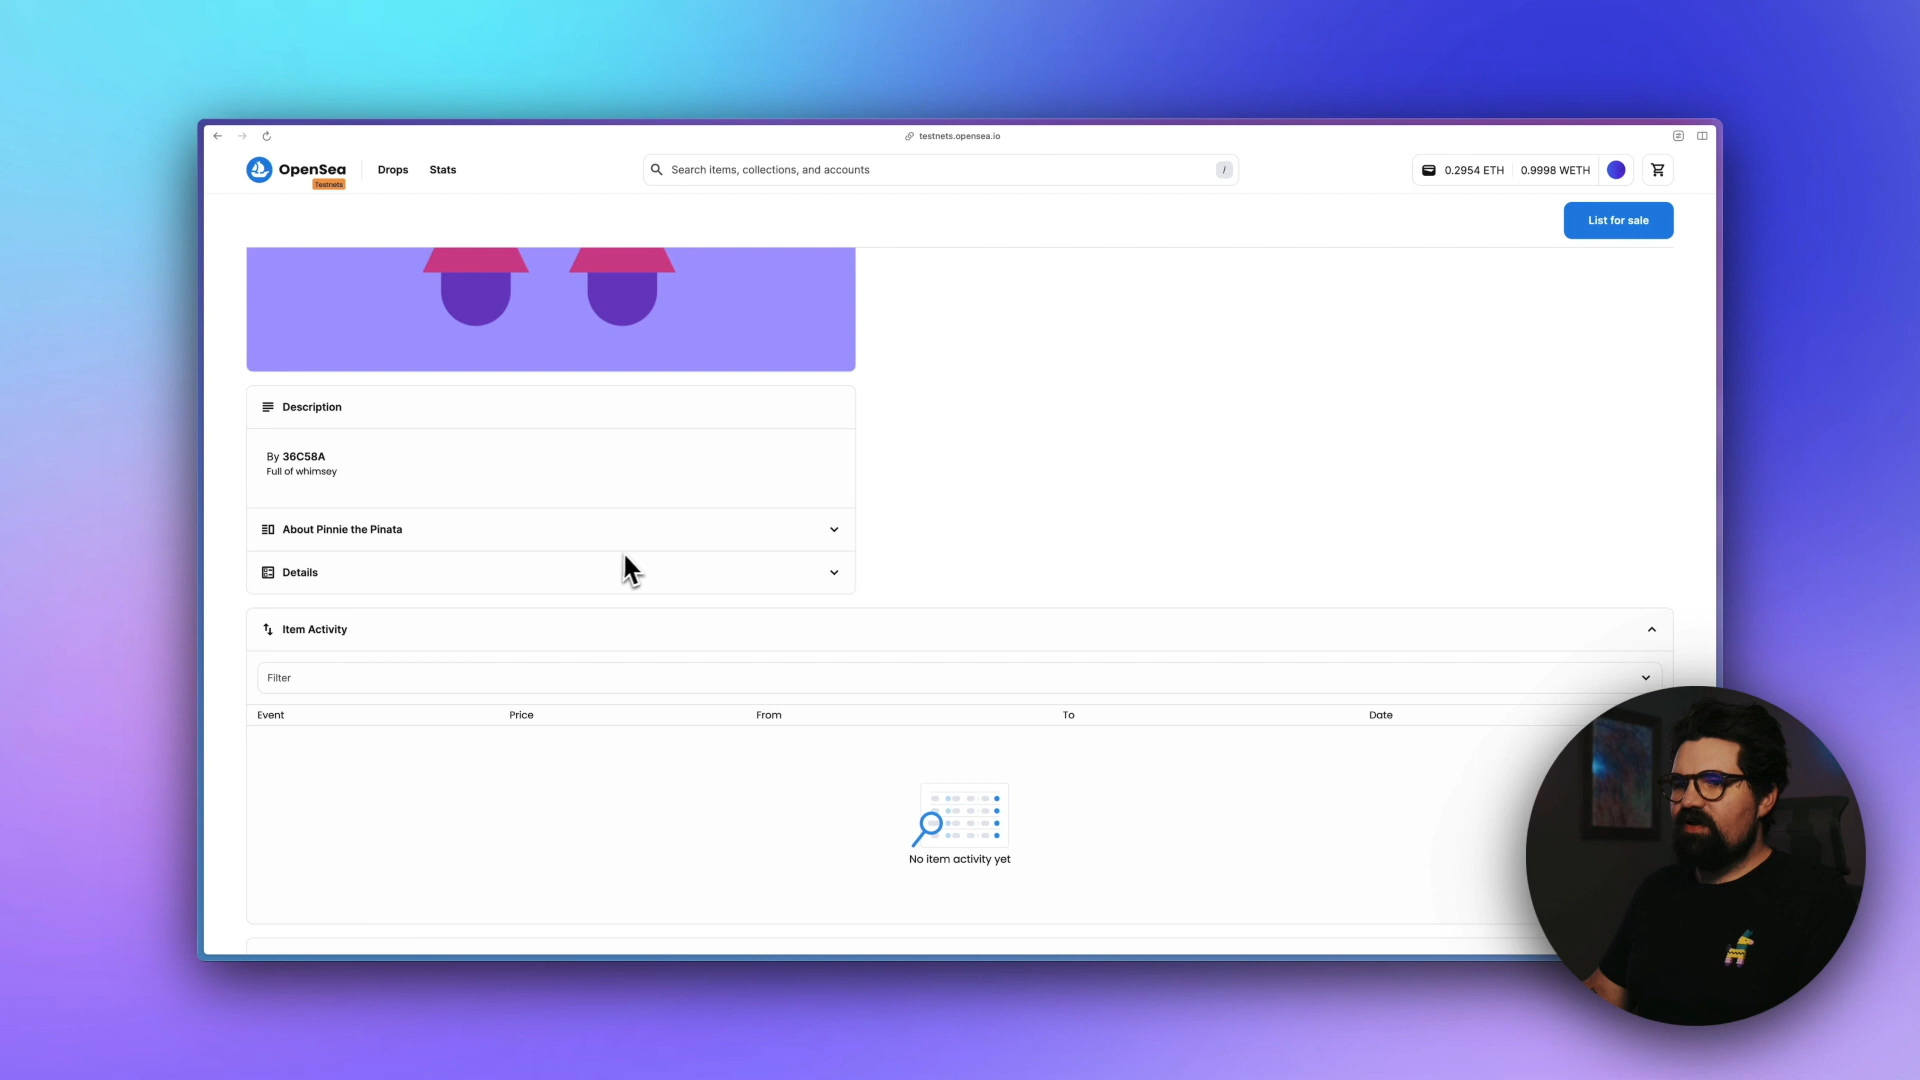 testnets.opensea.io
OpenSea
Testnets
Drops
Stats
Search items, collections, and accounts
/
0.2954 ETH
0.9998 WETH
List for sale
Description
By 36C58A
Full of whimsey
About Pinnie the Pinata
Details
Item Activity
Filter
Event
Price
From
To
Date
No item activity yet